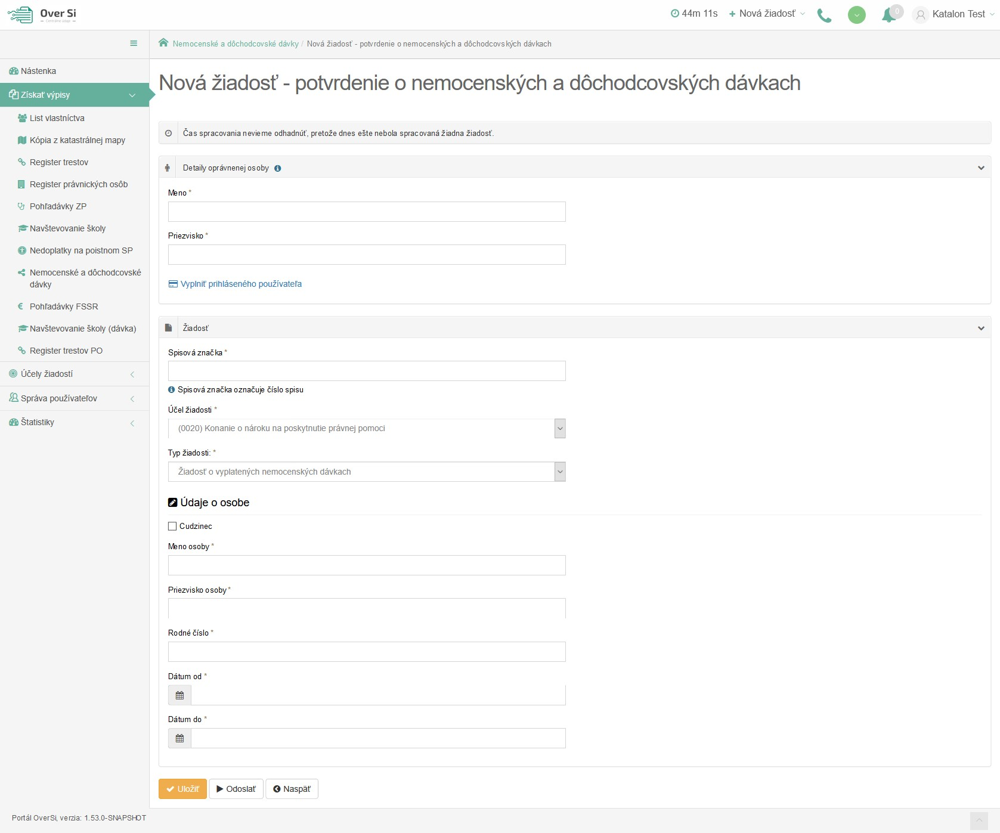 Over Si
Centrálne údaje
44m 11s
Nová žiadosť
0
Katalon Test
Nemocenské a dôchodcovské dávky / Nová žiadosť - potvrdenie o nemocenských a dôchodcovských dávkach
Nástenka
Získať výpisy
List vlastníctva
Kópia z katastrálnej mapy
Register trestov
Register právnických osôb
Pohľadávky ZP
Navštevovanie školy
Nedoplatky na poistnom SP
Nemocenské a dôchodcovské
dávky
Pohľadávky FSSR
Navštevovanie školy (dávka)
Register trestov PO
Účely žiadostí
Správa používateľov
Štatistiky
Nová žiadosť - potvrdenie o nemocenských a dôchodcovských dávkach
Čas spracovania nevieme odhadnúť, pretože dnes ešte nebola spracovaná žiadna žiadosť.
Detaily oprávnenej osoby
Meno *
Priezvisko *
Vyplniť prihláseného používateľa
Žiadosť
Spisová značka *
Spisová značka označuje číslo spisu
Účel žiadosti *
(0020) Konanie o nároku na poskytnutie právnej pomoci
Typ žiadosti: *
Žiadosť o vyplatených nemocenských dávkach
Údaje o osobe
Cudzinec
Meno osoby *
Priezvisko osoby *
Rodné číslo *
Dátum od *
Dátum do *
Uložiť
Odoslať
Naspäť
Portál OverSi, verzia: 1.53.0-SNAPSHOT